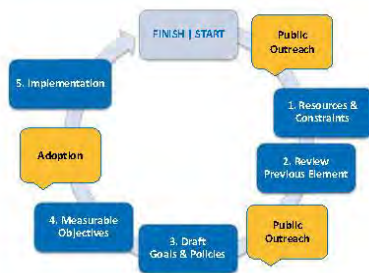 FINISH | START
Public
Outreach
1. Resources &
Constraints
2. Review
Previous Element
Public
Outreach
3. Draft
Goals & Policies
4. Measurable
Objectives
Adoption
5. Implementation